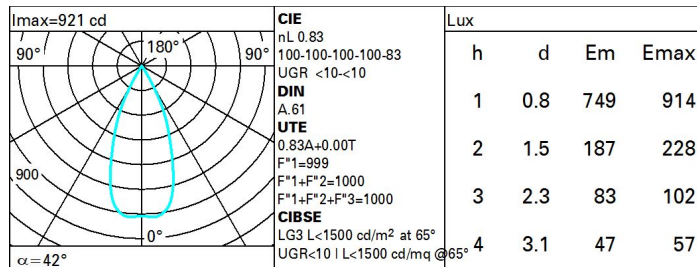 Imax=921 cd
90°
180°
90°
900
0°
α=42°
CIE
nL 0.83
100-100-100-100-83
UGR <10-<10
DIN
A.61
UTE
0.83A+0.00T
F"1=999
F"1+F"2=1000
F"1+F"2+F"3=1000
CIBSE
LG3 L<1500 cd/m² at 65°
UGR<10 | L<1500 cd/mq @65°
Lux
h d Em Emax
1 0.8 749 914
2 1.5 187 228
3 2.3 83 102
4 3.1 47 57